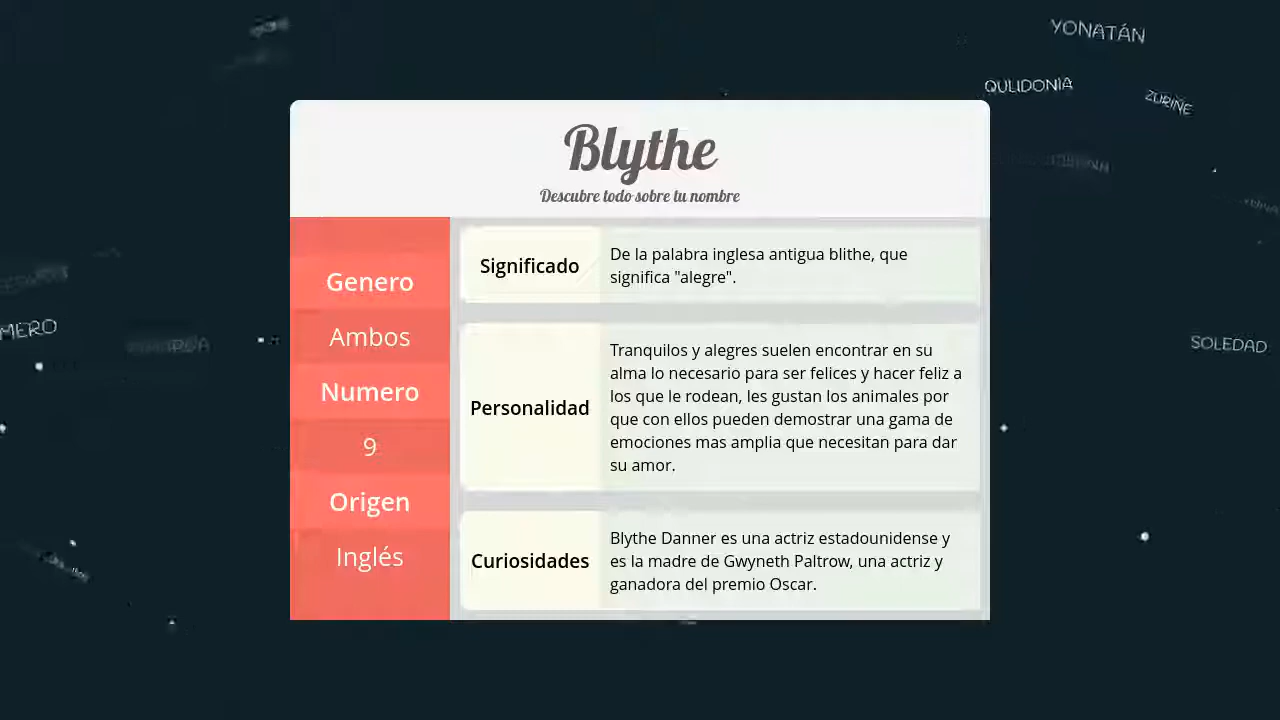 YONATÁN
QULIDONIA
ZURIÑE
Blythe
Descubre todo sobre tu nombre
Genero
Ambos
Numero
9
Origen
Inglés
Significado
De la palabra inglesa antigua blithe, que
significa "alegre".
Personalidad
Tranquilos y alegres suelen encontrar en su
alma lo necesario para ser felices y hacer feliz a
los que le rodean, les gustan los animales por
que con ellos pueden demostrar una gama de
emociones mas amplia que necesitan para dar
su amor.
Curiosidades
Blythe Danner es una actriz estadounidense y
es la madre de Gwyneth Paltrow, una actriz y
ganadora del premio Oscar.
MERO
SOLEDAD